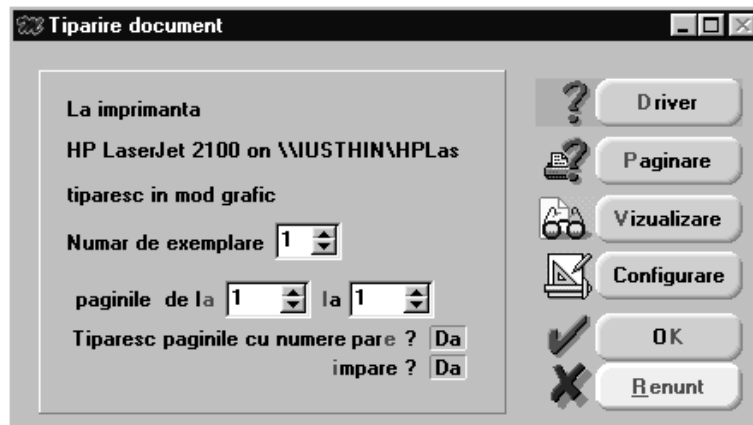 Tiparire document
La imprimanta
HP LaserJet 2100 on \\IUSTHIN\HPLas
tiparesc in mod grafic
Numar de exemplare 1
paginile de la 1 la 1
Tiparesc paginile cu numere pare ? Da
impare ? Da
Driver
Paginare
Vizualizare
Configurare
OK
Renunt